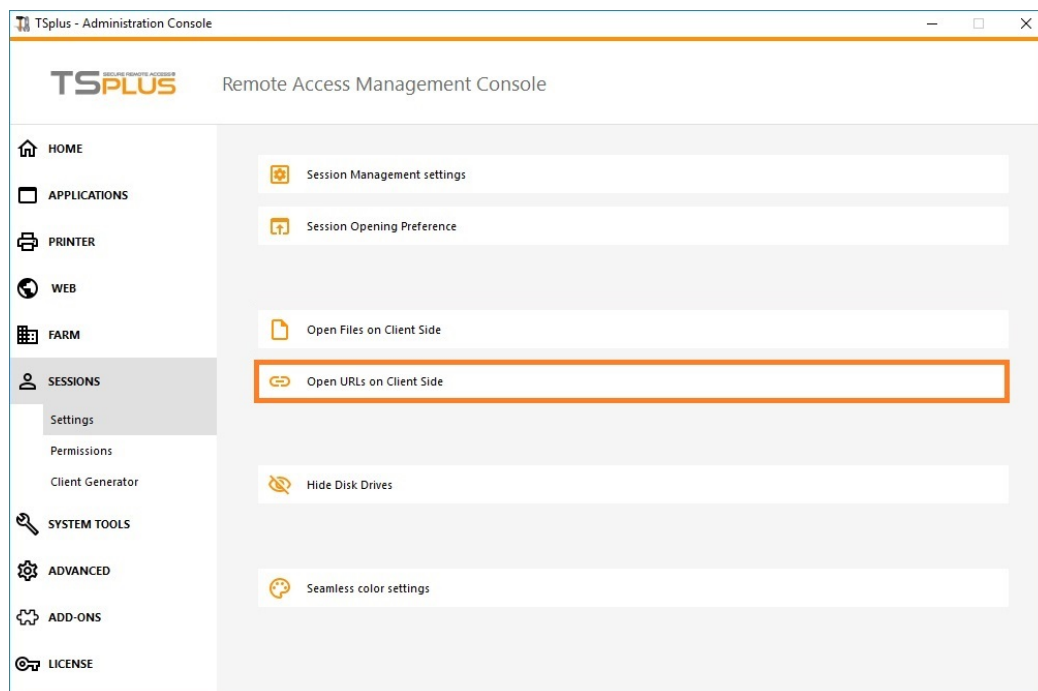 TSplus - Administration Console
SECURE REMOTE ACCESS®
TSPLUS
Remote Access Management Console
HOME
APPLICATIONS
PRINTER
WEB
FARM
SESSIONS
Settings
Permissions
Client Generator
SYSTEM TOOLS
ADVANCED
ADD-ONS
LICENSE
Session Management settings
Session Opening Preference
Open Files on Client Side
Open URLs on Client Side
Hide Disk Drives
Seamless color settings